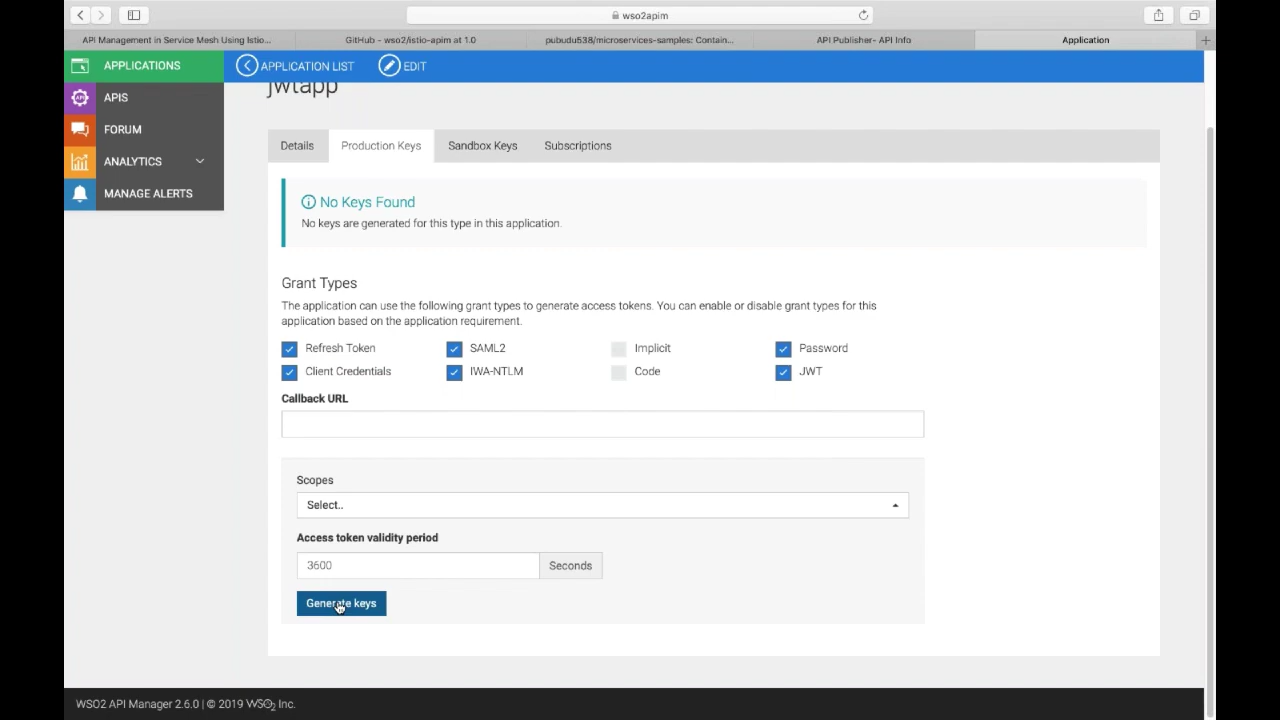 wso2apim
API Management in Service Mesh Using Istio...
GitHub - wso2/istio-apim at 1.0
pubudu538/microservices-samples: Contain...
API Publisher- API Info
Application
APPLICATIONS
APPLICATION LIST
EDIT
API
APIS
FORUM
ANALYTICS
MANAGE ALERTS
jwtapp
Details
Production Keys
Sandbox Keys
Subscriptions
No Keys Found
No keys are generated for this type in this application.
Grant Types
The application can use the following grant types to generate access tokens. You can enable or disable grant types for this
application based on the application requirement.
Refresh Token
SAML2
Implicit
Password
Client Credentials
IWA-NTLM
Code
JWT
Callback URL
Scopes
Select..
Access token validity period
3600
Seconds
Generate keys
WSO2 API Manager 2.6.0 | © 2019 WSO2 Inc.